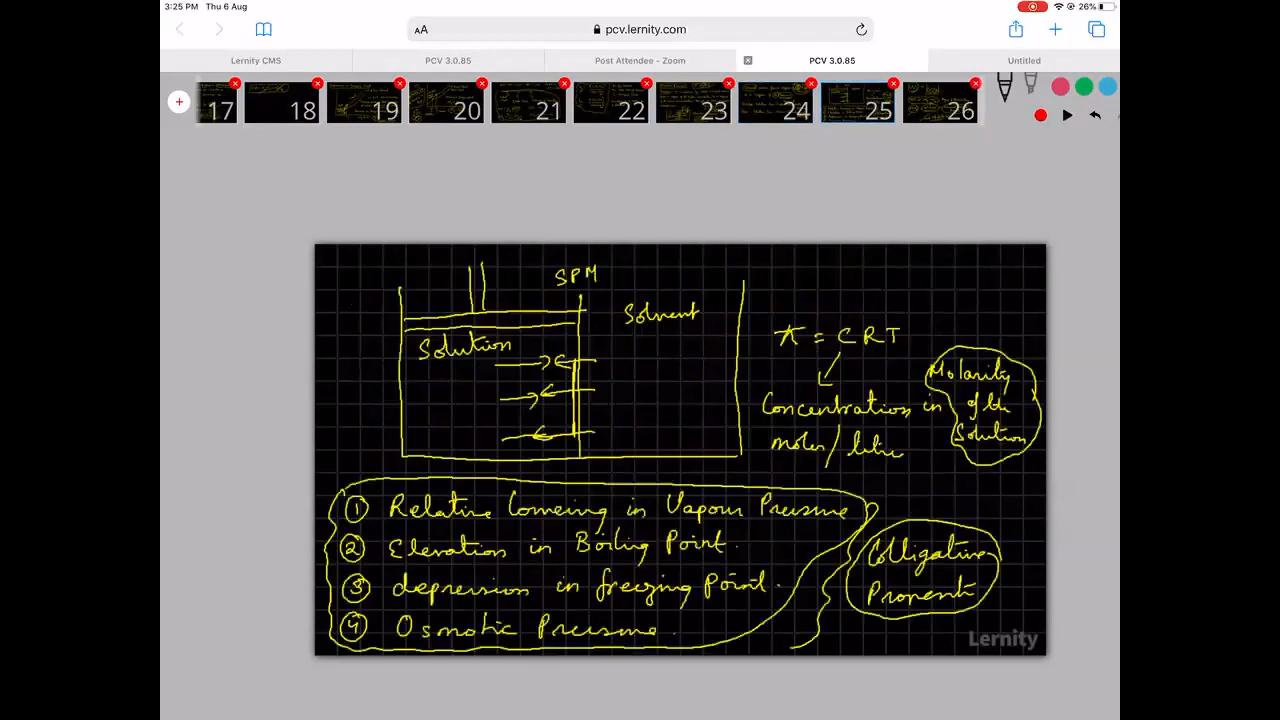 3:25 PM Thu 6 Aug
26%
AA pcv.lernity.com
Lernity CMS
PCV 3.0.85
Post Attendee - Zoom
PCV 3.0.85
Untitled
17 18 19 20 21 22 23 24 25 26
SPM
Solvent
Solution
π = C R T
Concentration in
moles/litre
Molarity
of the
Solution
① Relative Lowering in Vapour Pressure
② Elevation in Boiling Point.
③ depression in freezing Point.
④ Osmotic Pressure.
Colligative
Lernity